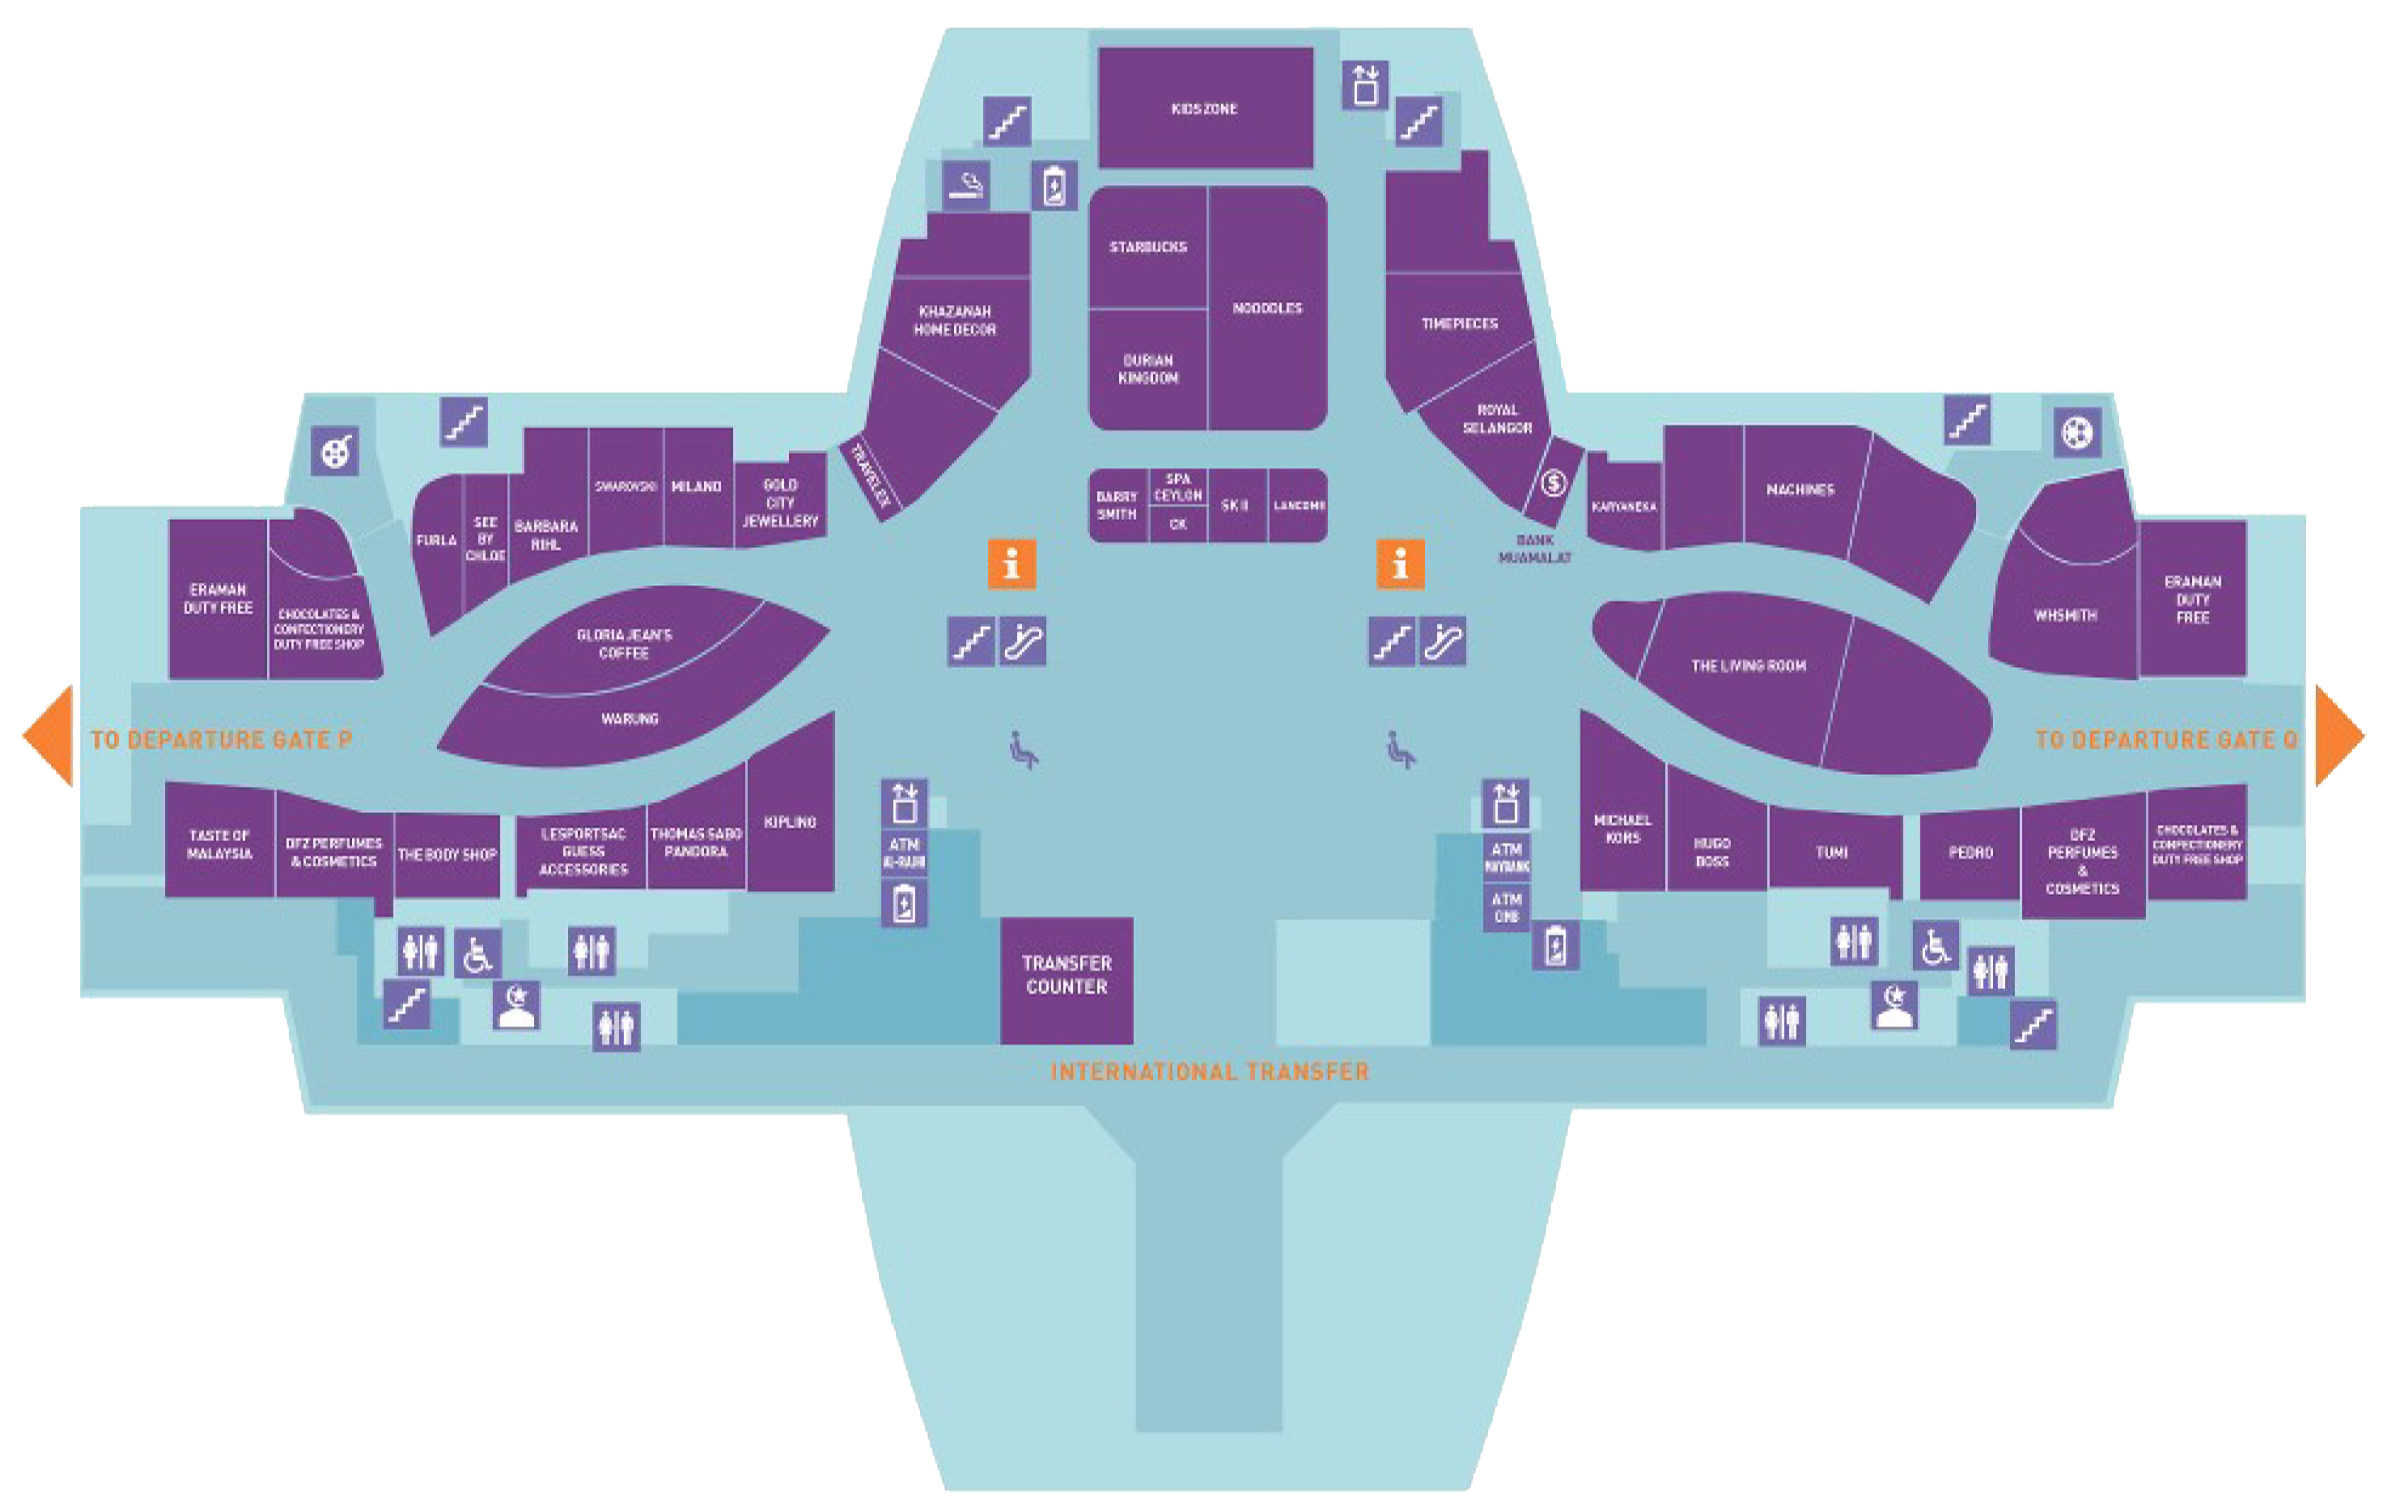 KIDS ZONE
STARBUCKS
NOOODLES
DURIAN
KINGDOM
KHAZANAH
HOME DECOR
TIMEPIECES
ROYAL
SELANGOR
TRAVELEX
BARRY
SMITH
SPA
CEYLON
CK
SK II
LANCOME
$
BANK
MUAMALAT
FURLA
SEE
BY
CHLOE
BARBARA
RIHL
SWAROVSKI
MILANO
GOLD
CITY
JEWELLERY
KARYANEKA
MACHINES
ERAMAN
DUTY FREE
CHOCOLATES &
CONFECTIONERY
DUTY FREE SHOP
GLORIA JEAN'S
COFFEE
WARUNG
i
i
THE LIVING ROOM
WHSMITH
ERAMAN
DUTY
FREE
TO DEPARTURE GATE P
TO DEPARTURE GATE Q
TASTE OF
MALAYSIA
DFZ PERFUMES
& COSMETICS
THE BODY SHOP
LESPORTSAC
GUESS
ACCESSORIES
THOMAS SABO
PANDORA
KIPLING
ATM
AL-RAJHI
ATM
MAYBANK
ATM
CIMB
MICHAEL
KORS
HUGO
BOSS
TUMI
PEDRO
DFZ
PERFUMES
&
COSMETICS
CHOCOLATES &
CONFECTIONERY
DUTY FREE SHOP
TRANSFER
COUNTER
INTERNATIONAL TRANSFER